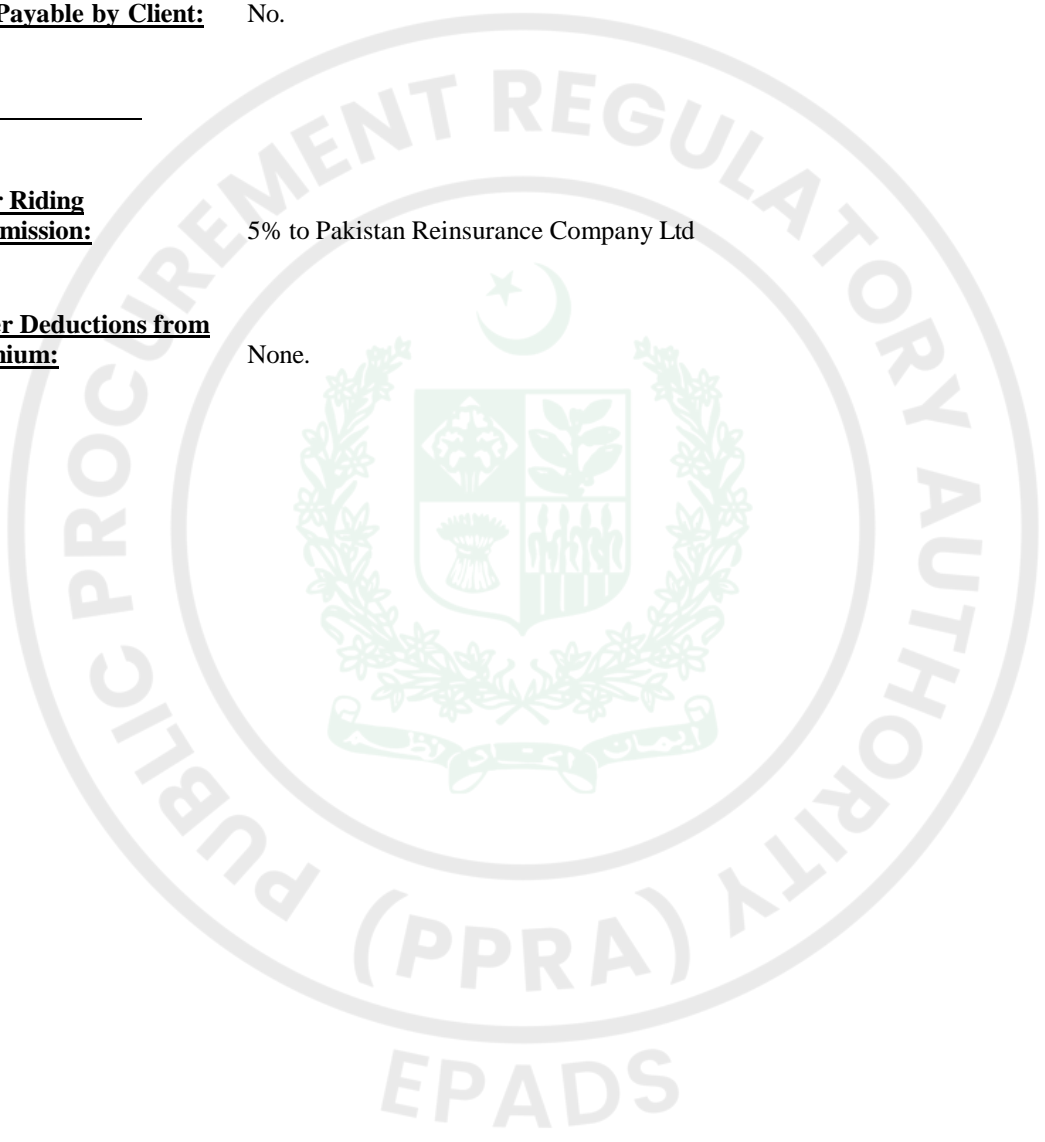 Payable by Client: No.
r Riding
mission: 5% to Pakistan Reinsurance Company Ltd
er Deductions from
nium: None.
PUBLIC PROCUREMENT REGULATORY AUTHORITY
(PPRA)
EPADS